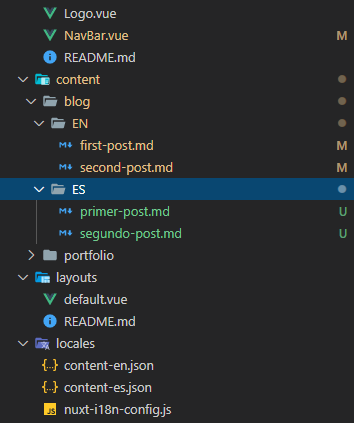 Logo.vue
NavBar.vue M
README.md
content
blog
EN
first-post.md M
second-post.md M
ES
primer-post.md U
segundo-post.md U
portfolio
layouts
default.vue
README.md
locales
content-en.json
content-es.json
JS nuxt-i18n-config.js